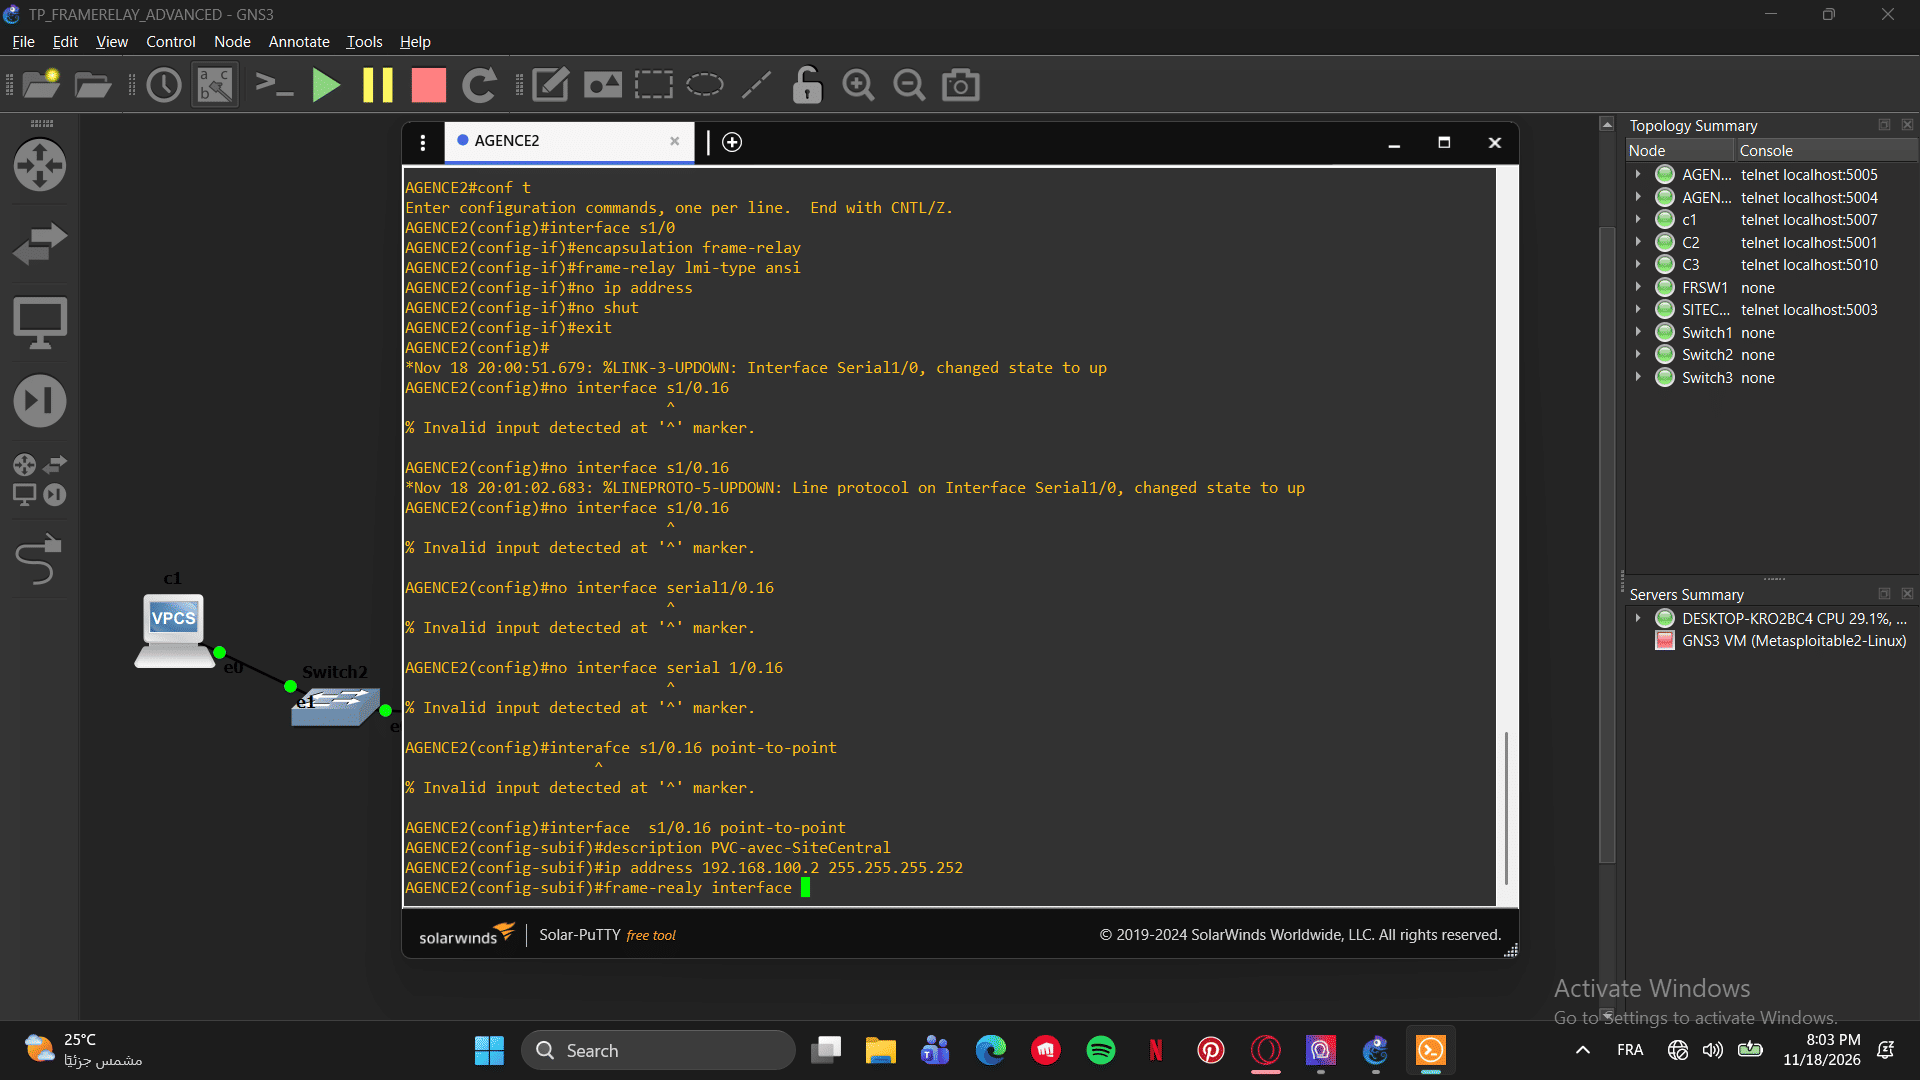 TP_FRAMERELAY_ADVANCED - GNS3
File Edit View Control Node Annotate Tools Help
AGENCE2
AGENCE2#conf t
Enter configuration commands, one per line.  End with CNTL/Z.
AGENCE2(config)#interface s1/0
AGENCE2(config-if)#encapsulation frame-relay
AGENCE2(config-if)#frame-relay lmi-type ansi
AGENCE2(config-if)#no ip address
AGENCE2(config-if)#no shut
AGENCE2(config-if)#exit
AGENCE2(config)#
*Nov 18 20:00:51.679: %LINK-3-UPDOWN: Interface Serial1/0, changed state to up
AGENCE2(config)#no interface s1/0.16
^
% Invalid input detected at '^' marker.
AGENCE2(config)#no interface s1/0.16
*Nov 18 20:01:02.683: %LINEPROTO-5-UPDOWN: Line protocol on Interface Serial1/0, changed state to up
AGENCE2(config)#no interface s1/0.16
^
% Invalid input detected at '^' marker.
AGENCE2(config)#no interface serial1/0.16
^
% Invalid input detected at '^' marker.
AGENCE2(config)#no interface serial 1/0.16
^
% Invalid input detected at '^' marker.
AGENCE2(config)#interafce s1/0.16 point-to-point
^
% Invalid input detected at '^' marker.
AGENCE2(config)#interface  s1/0.16 point-to-point
AGENCE2(config-subif)#description PVC-avec-SiteCentral
AGENCE2(config-subif)#ip address 192.168.100.2 255.255.255.252
AGENCE2(config-subif)#frame-realy interface
solarwinds Solar-PuTTY free tool
© 2019-2024 SolarWinds Worldwide, LLC. All rights reserved.
c1
VPCS
e0
Switch2
e1
e
Topology Summary
Node Console
AGEN... telnet localhost:5005
AGEN... telnet localhost:5004
c1 telnet localhost:5007
C2 telnet localhost:5001
C3 telnet localhost:5010
FRSW1 none
SITEC... telnet localhost:5003
Switch1 none
Switch2 none
Switch3 none
Servers Summary
DESKTOP-KRO2BC4 CPU 29.1%, ...
GNS3 VM (Metasploitable2-Linux)
Activate Windows
Go to Settings to activate Windows.
25°C
مشمس جزئيًا
Search
FRA
8:03 PM
11/18/2026